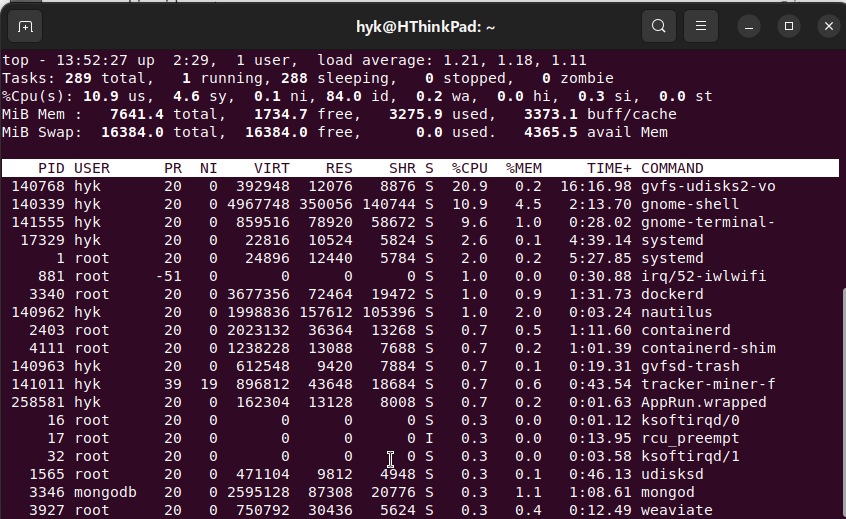 hyk@HThinkPad: ~
top - 13:52:27 up  2:29,  1 user,  load average: 1.21, 1.18, 1.11
Tasks: 289 total,   1 running, 288 sleeping,   0 stopped,   0 zombie
%Cpu(s): 10.9 us,  4.6 sy,  0.1 ni, 84.0 id,  0.2 wa,  0.0 hi,  0.3 si,  0.0 st
MiB Mem :   7641.4 total,   1734.7 free,   3275.9 used,   3373.1 buff/cache
MiB Swap:  16384.0 total,  16384.0 free,      0.0 used.   4365.5 avail Mem
PID USER      PR  NI    VIRT    RES    SHR S  %CPU  %MEM     TIME+ COMMAND
140768 hyk       20   0  392948  12076   8876 S  20.9   0.2  16:16.98 gvfs-udisks2-vo
140339 hyk       20   0 4967748 350056 140744 S  10.9   4.5   2:13.70 gnome-shell
141555 hyk       20   0  859516  78920  58672 S   9.6   1.0   0:28.02 gnome-terminal-
17329 hyk       20   0   22816  10524   5824 S   2.6   0.1   4:39.14 systemd
1 root      20   0   24896  12440   5784 S   2.0   0.2   5:27.85 systemd
881 root     -51   0       0      0      0 S   1.0   0.0   0:30.88 irq/52-iwlwifi
3340 root      20   0 3677356  72464  19472 S   1.0   0.9   1:31.73 dockerd
140962 hyk       20   0 1998836 157612 105396 S   1.0   2.0   0:03.24 nautilus
2403 root      20   0 2023132  36364  13268 S   0.7   0.5   1:11.60 containerd
4111 root      20   0 1238228  13088   7688 S   0.7   0.2   1:01.39 containerd-shim
140963 hyk       20   0  612548   9420   7884 S   0.7   0.1   0:19.31 gvfsd-trash
141011 hyk       39  19  896812  43648  18684 S   0.7   0.6   0:43.54 tracker-miner-f
258581 hyk       20   0  162304  13128   8008 S   0.7   0.2   0:01.63 AppRun.wrapped
16 root      20   0       0      0      0 S   0.3   0.0   0:01.12 ksoftirqd/0
17 root      20   0       0      0      0 I   0.3   0.0   0:13.95 rcu_preempt
32 root      20   0       0      0      0 S   0.3   0.0   0:03.58 ksoftirqd/1
1565 root      20   0  471104   9812   4948 S   0.3   0.1   0:46.13 udisksd
3346 mongodb   20   0 2595128  87308  20776 S   0.3   1.1   1:08.61 mongod
3927 root      20   0  750792  30436   5624 S   0.3   0.4   0:12.49 weaviate